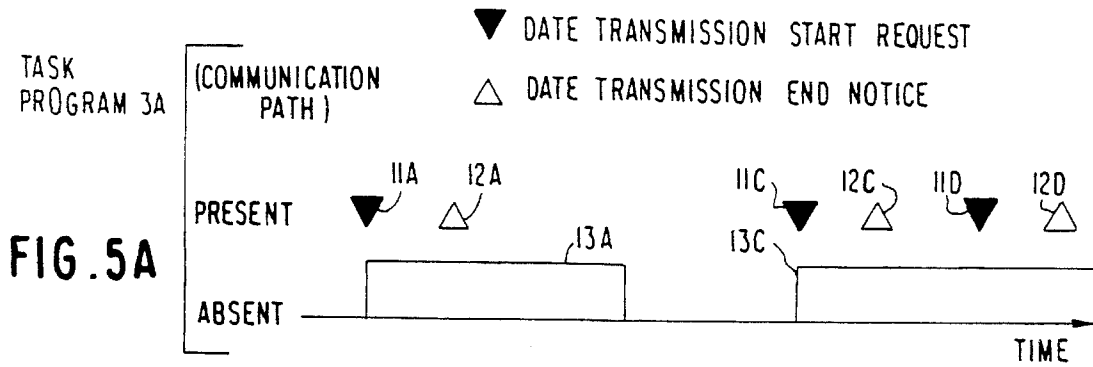 DATE TRANSMISSION START REQUEST
TASK
PROGRAM 3A
(COMMUNICATION
PATH)
DATE TRANSMISSION END NOTICE
11A
12A
11C
12C
11D
12D
PRESENT
13A
13C
FIG.5A
ABSENT
TIME